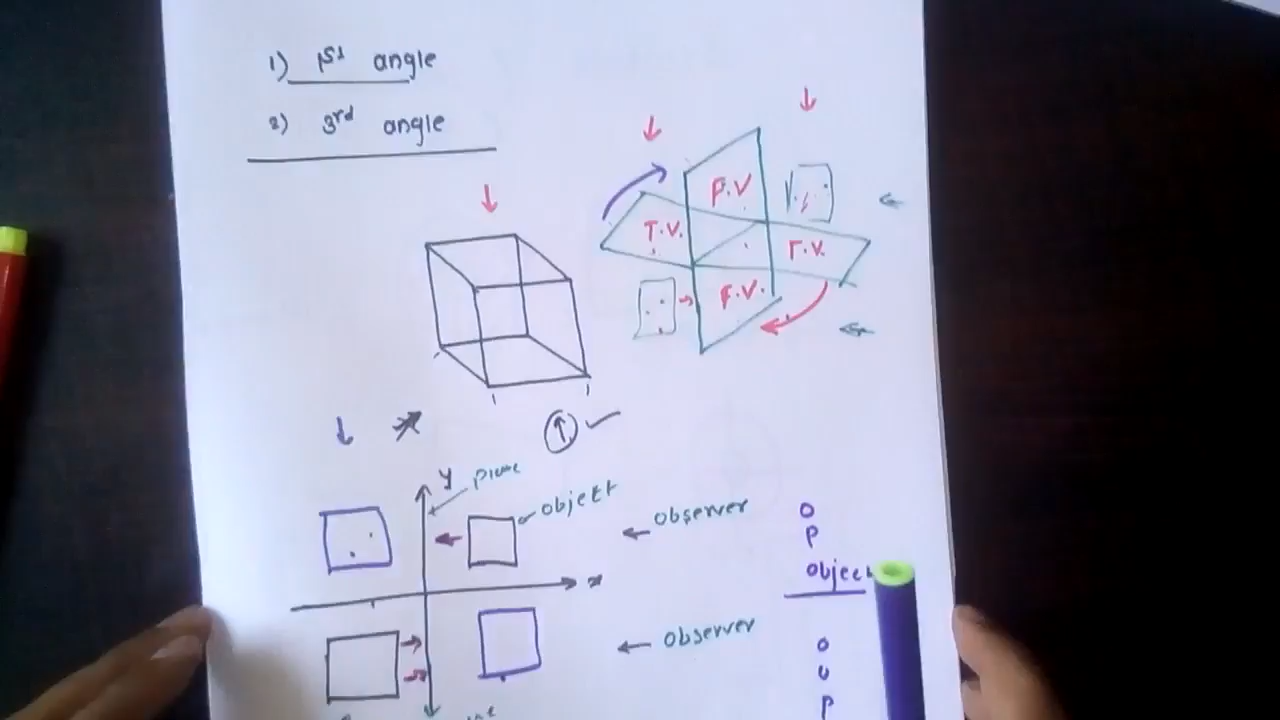 1) 1st angle
2) 3rd angle
F.V
T.V.
T.V.
F.V.
y
plane
object
observer
x
observer
O
P
Object
O
O
P